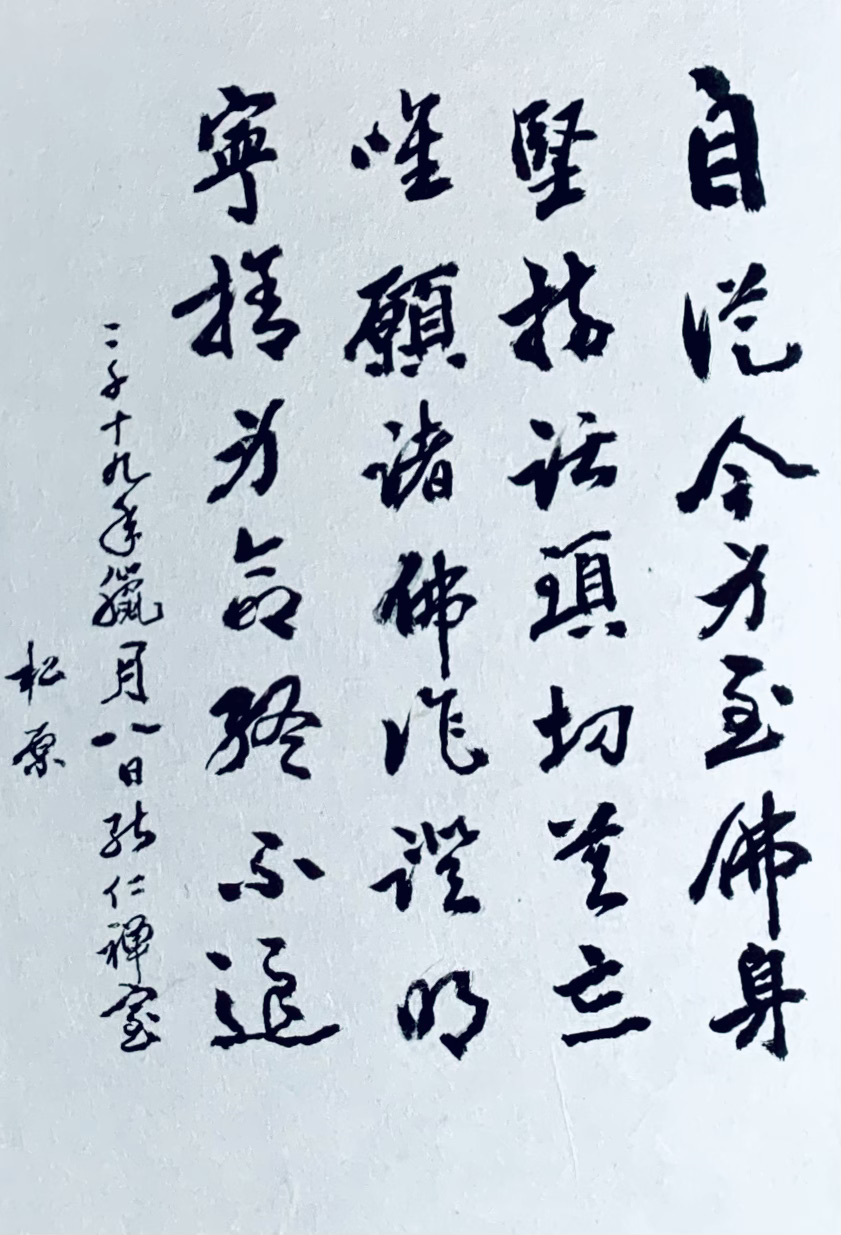 自從今身至佛身
堅持話頭切莫忘
唯願諸佛作證明
寧捨身命終不退
二千十九年臘月八日能仁禪室
松原